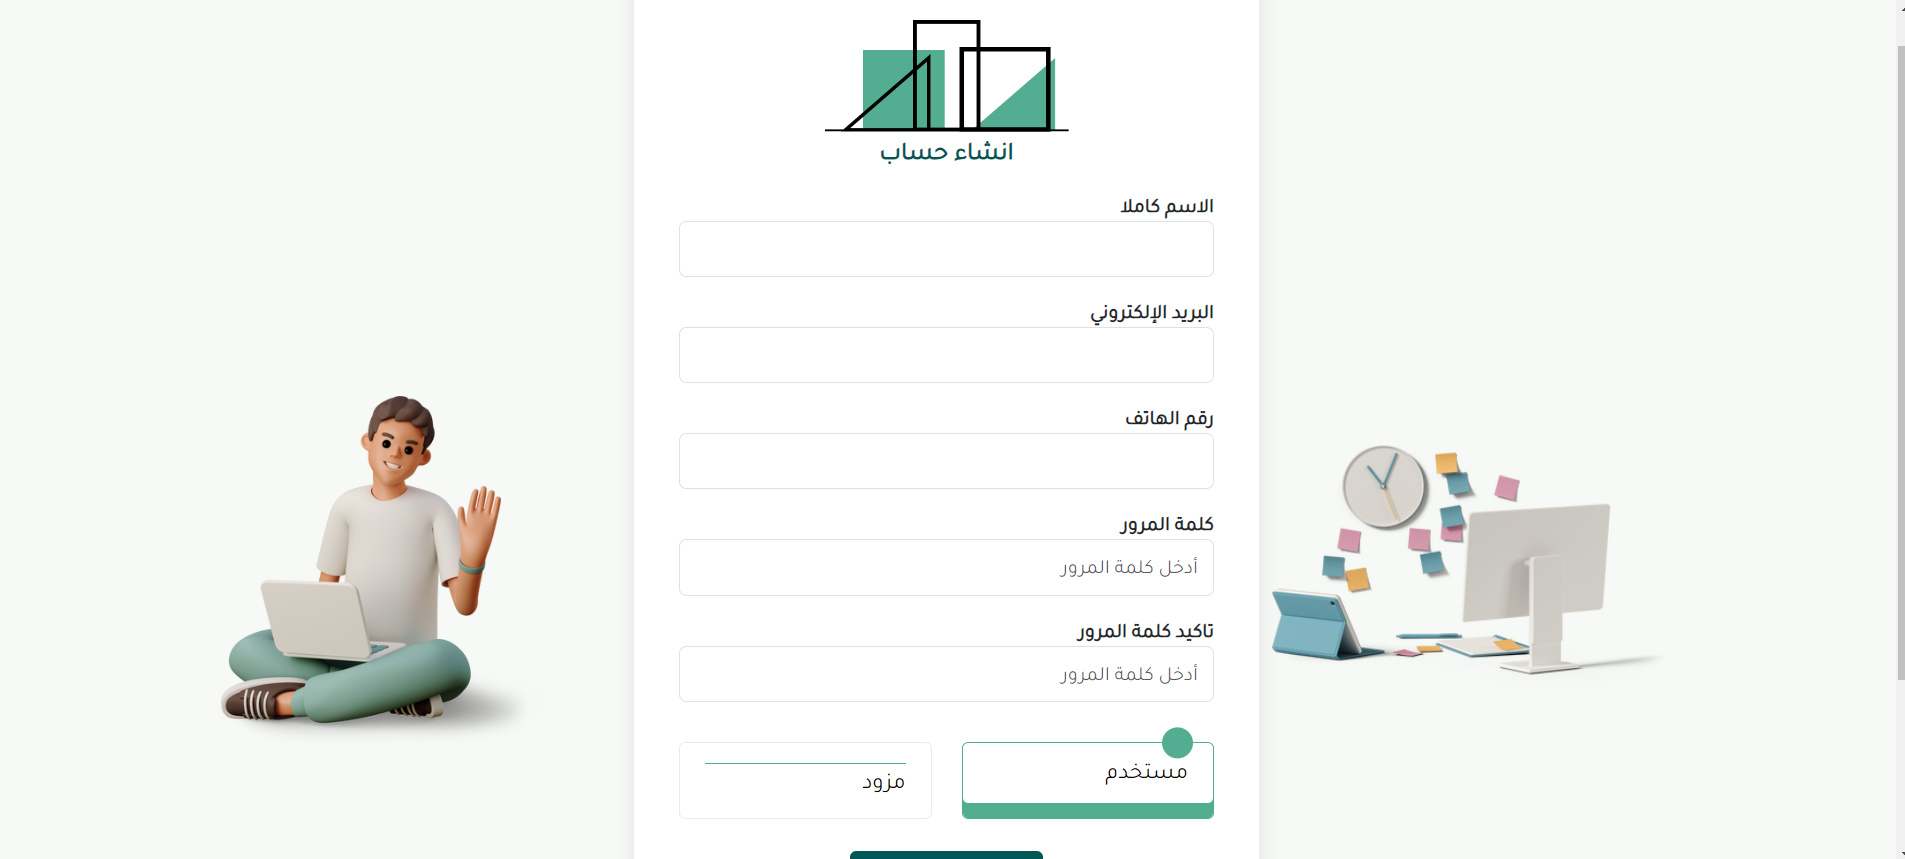 انشاء حساب
الاسم كاملا
البريد الإلكتروني
رقم الهاتف
كلمة المرور
أدخل كلمة المرور
تاكيد كلمة المرور
أدخل كلمة المرور
مستخدم
مزود